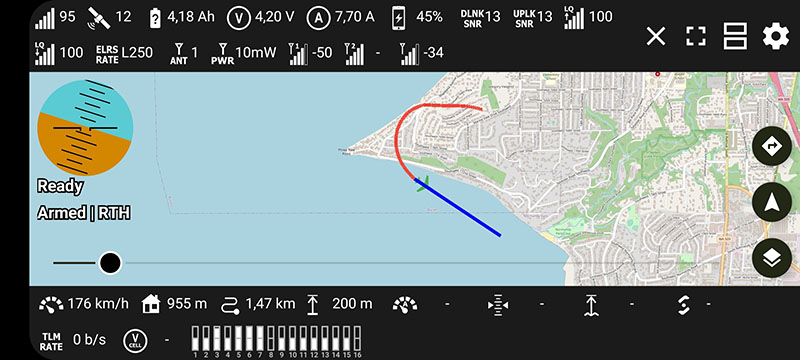 95 12 4,18 Ah V 4,20 V A 7,70 A 45% DLNK SNR 13 UPLK SNR 13 LQ 100
LQ 100 ELRS RATE L250 ANT 1 PWR 10mW 1 -50 2 - -34
Ready
Armed | RTH
176 km/h 955 m 1,47 km 200 m - - - -
TLM RATE 0 b/s V CELL -
1 2 3 4 5 6 7 8 9 10 11 12 13 14 15 16